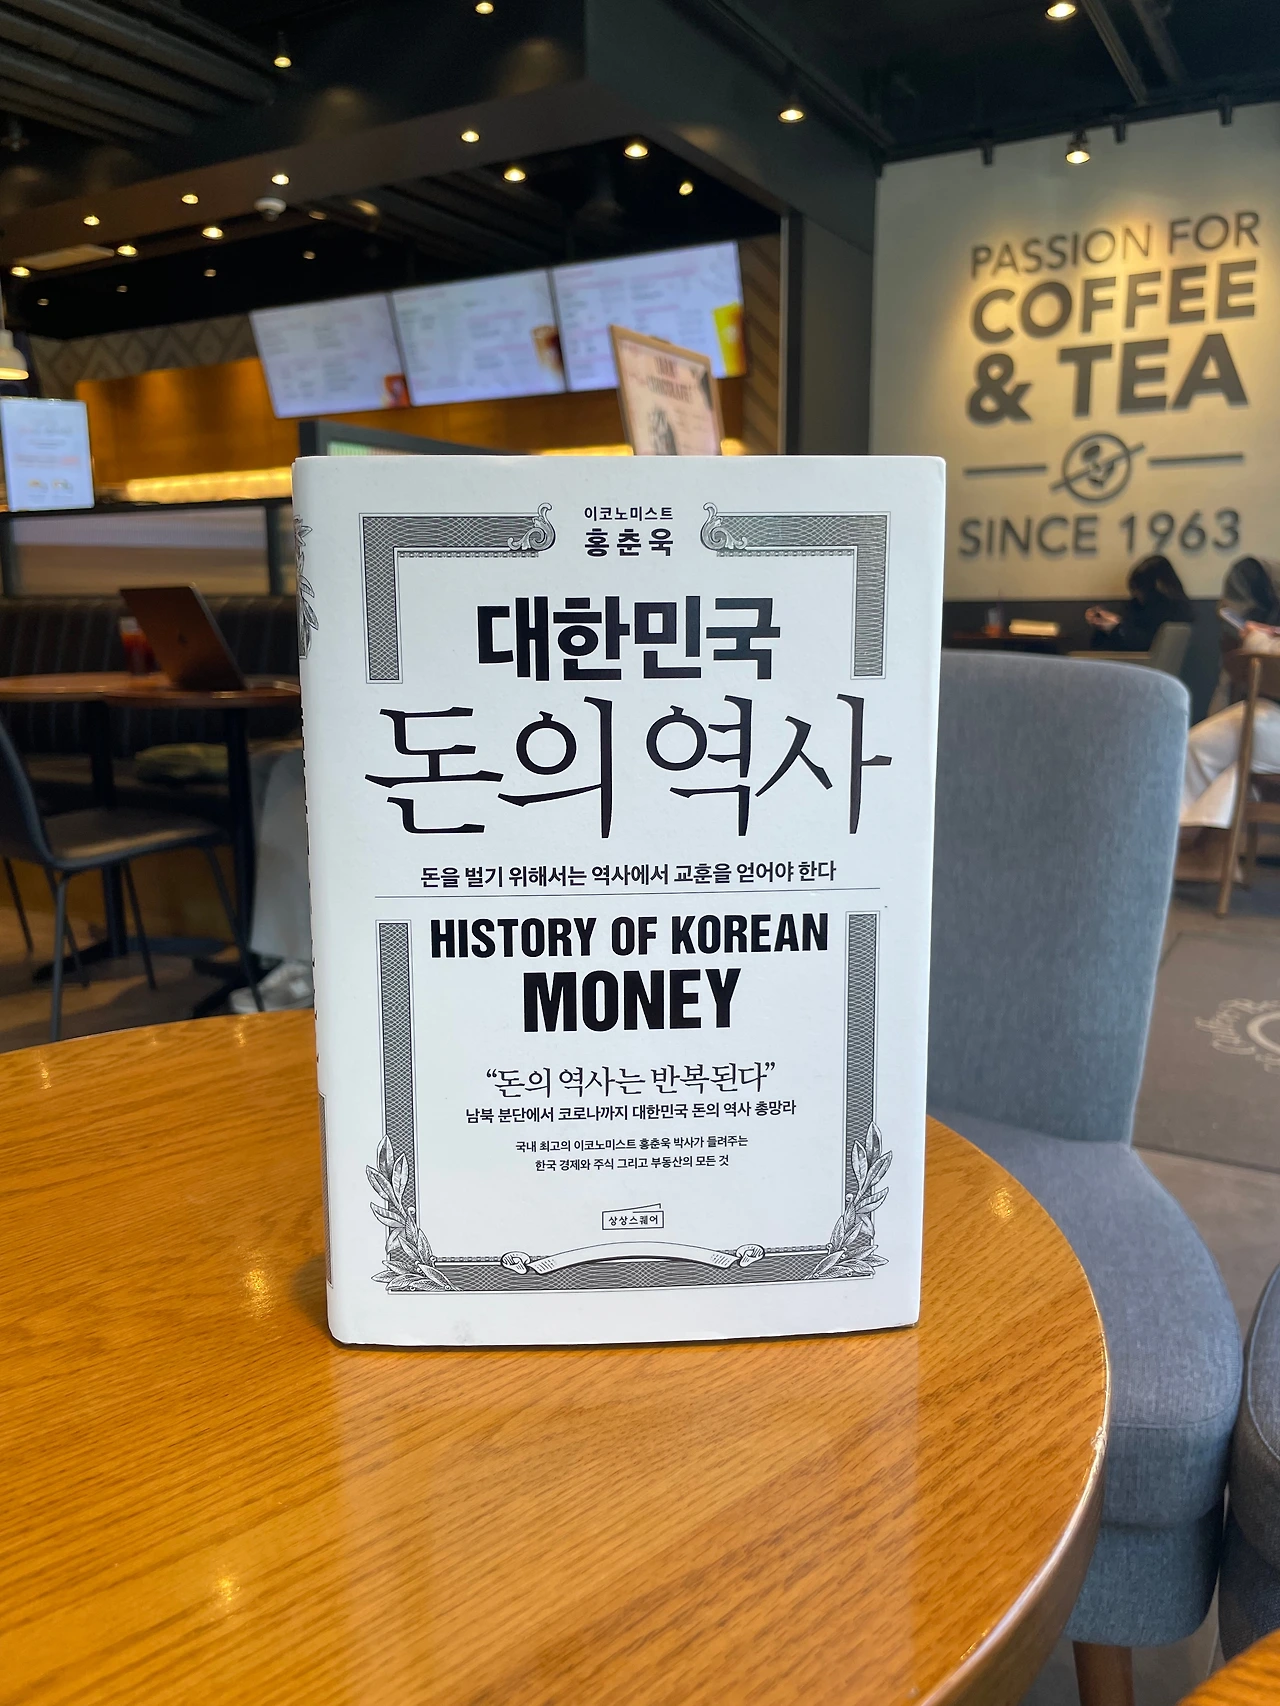 PASSION FOR
COFFEE
& TEA
SINCE 1963
이코노미스트
홍춘욱
대한민국
돈의 역사
돈을 벌기 위해서는 역사에서 교훈을 얻어야 한다
HISTORY OF KOREAN
MONEY
“돈의 역사는 반복된다”
남북 분단에서 코로나까지 대한민국 돈의 역사 총망라
국내 최고의 이코노미스트 홍춘욱 박사가 들려주는
한국 경제와 주식 그리고 부동산의 모든 것
상상스퀘어